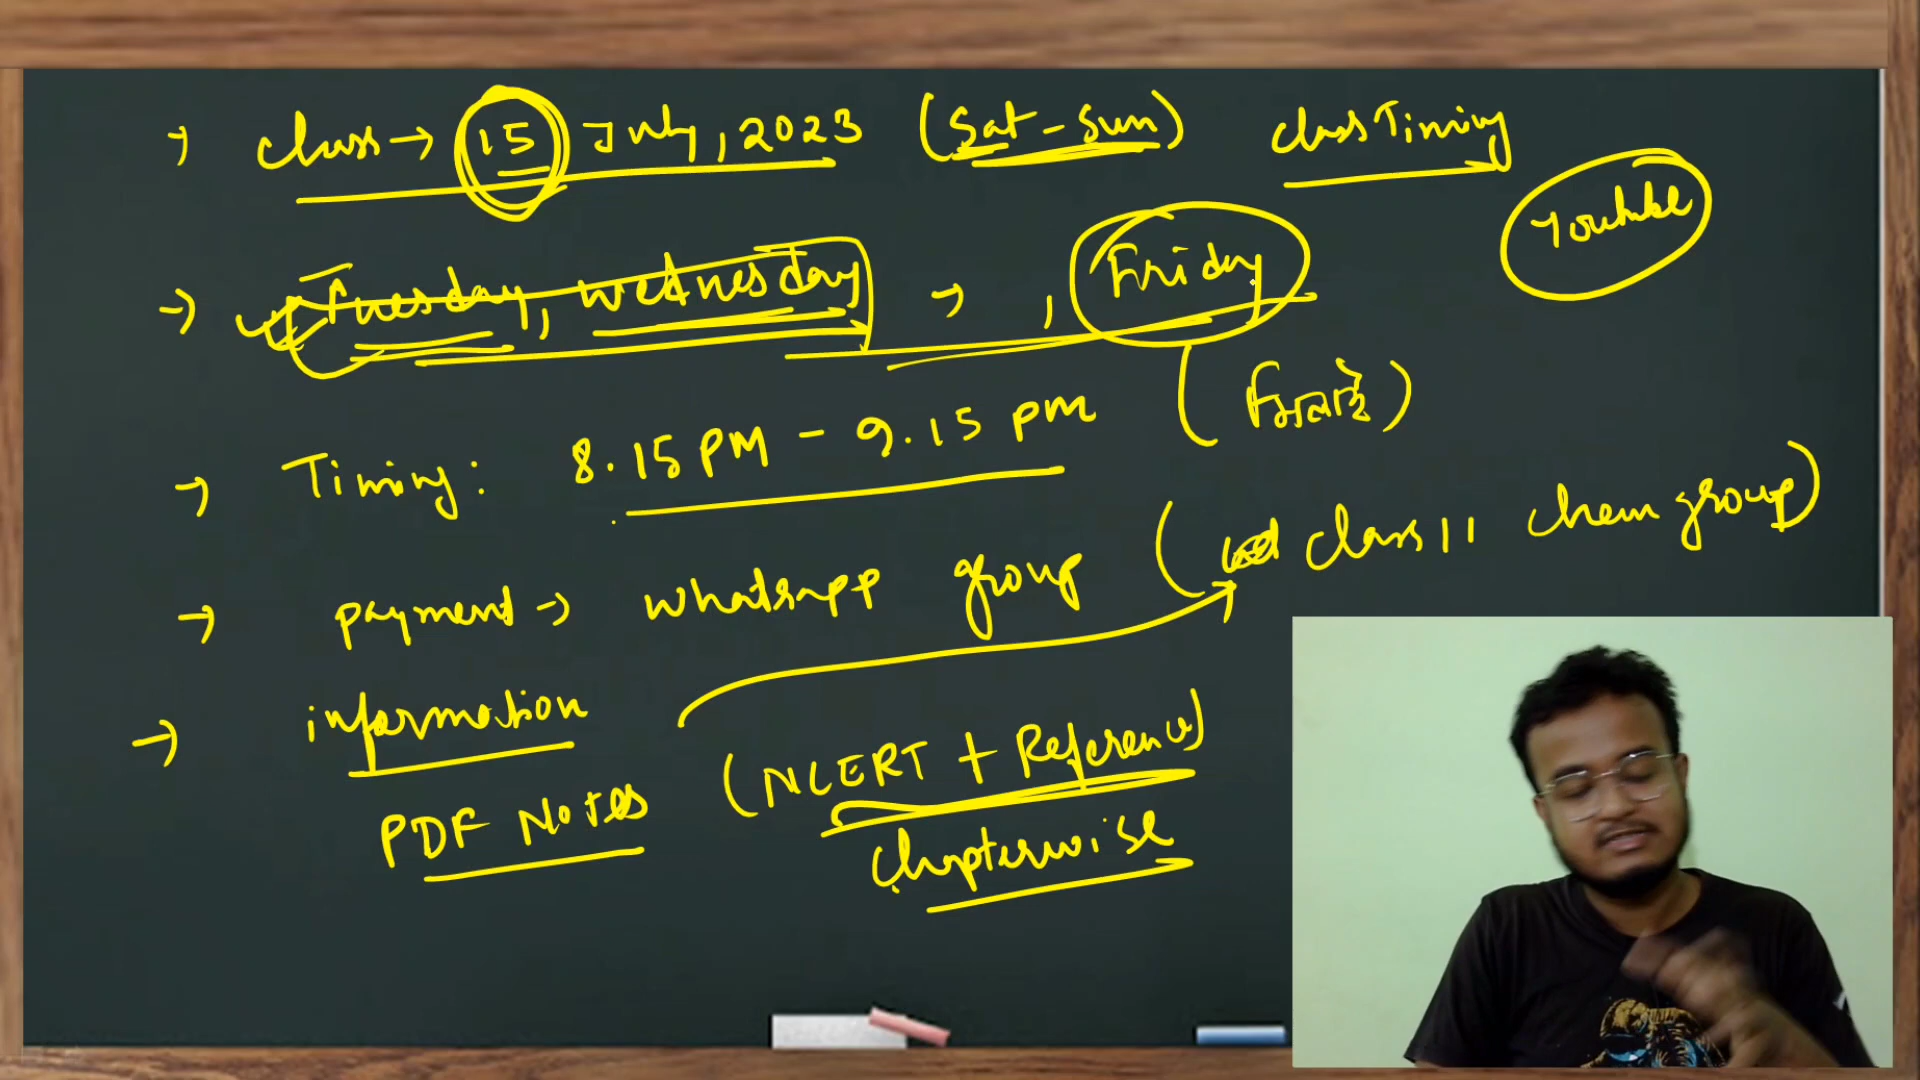 → class → 15 July, 2023 (Sat - Sun) class Timing
Youtube
→ Tuesday, Wednesday → , Friday
→ Timing: 8.15 PM - 9.15 pm
→ payment → whatsapp group ( class 11 chem group)
→ information
PDF Notes (NCERT + Reference)
Chapterwise